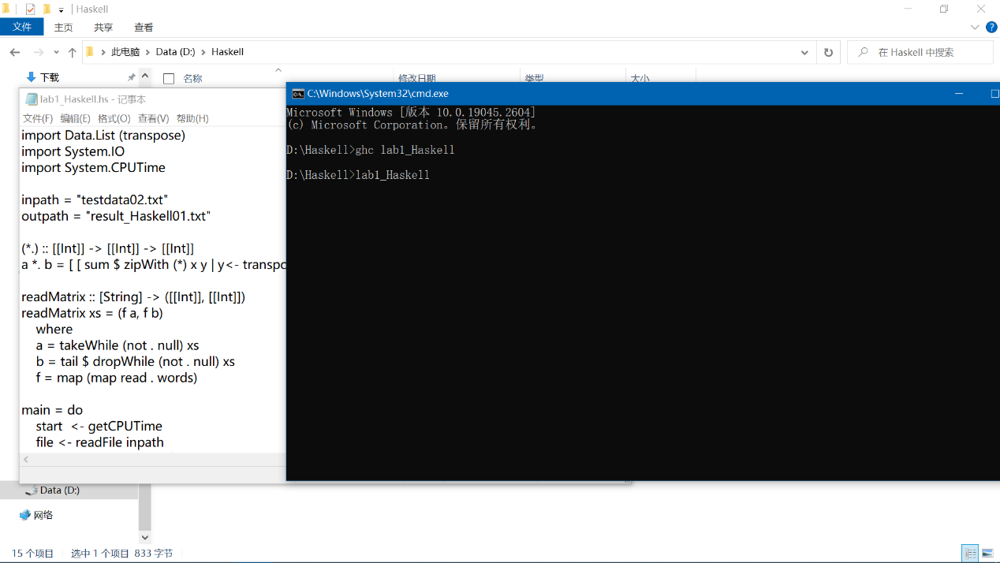 Haskell
文件 主页 共享 查看
此电脑 Data (D:) Haskell 在 Haskell 中搜索
下载 名称 修改日期 类型 大小
lab1_Haskell.hs - 记事本
文件(F) 编辑(E) 格式(O) 查看(V) 帮助(H)
import Data.List (transpose)
import System.IO
import System.CPUTime
inpath = "testdata02.txt"
outpath = "result_Haskell01.txt"
(*.) :: [[Int]] -> [[Int]] -> [[Int]]
a *. b = [ [ sum $ zipWith (*) x y | y<- transpo
readMatrix :: [String] -> ([[Int]], [[Int]])
readMatrix xs = (f a, f b)
where
a = takeWhile (not . null) xs
b = tail $ dropWhile (not . null) xs
f = map (map read . words)
main = do
start <- getCPUTime
file <- readFile inpath
C:\Windows\System32\cmd.exe
Microsoft Windows [版本 10.0.19045.2604]
(c) Microsoft Corporation。保留所有权利。
D:\Haskell>ghc lab1_Haskell
D:\Haskell>lab1_Haskell
Data (D:)
网络
15 个项目 选中 1 个项目 833 字节